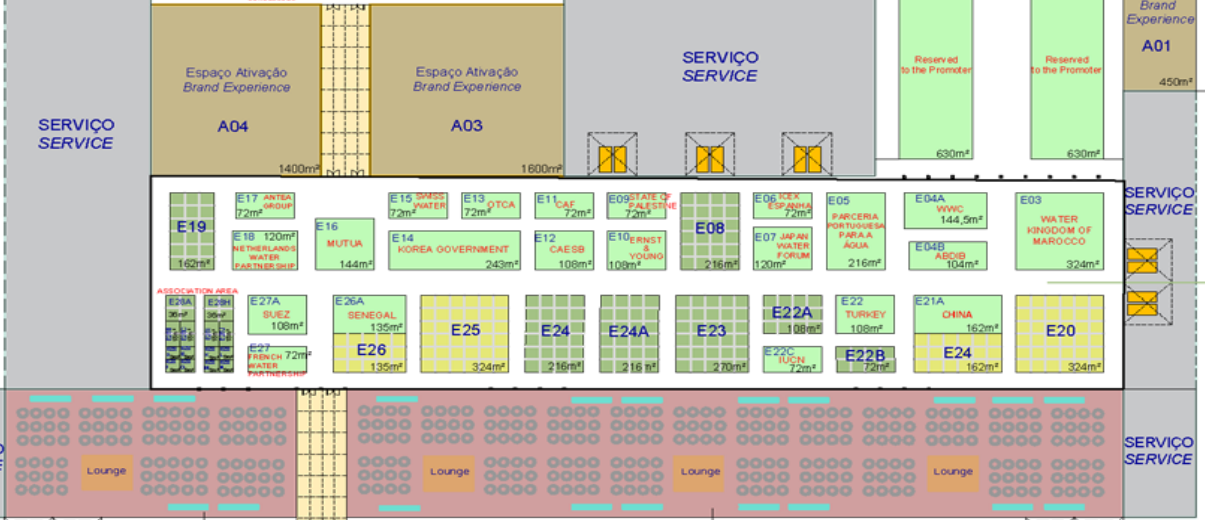 Brand
Experience
A01
450m²
SERVIÇO
SERVICE
Espaço Ativação
Brand Experience
A04
1400m²
Espaço Ativação
Brand Experience
A03
1600m²
SERVIÇO
SERVICE
Reserved
to the Promoter
630m²
Reserved
to the Promoter
630m²
SERVIÇO
SERVICE
E19
162m²
E17 ANTEA
GROUP
72m²
E18 120m²
NETHERLANDS
WATER
PARTNERSHIP
E16
MUTUA
144m²
E15 SWISS
WATER
72m²
E13
OTCA
72m²
E14
KOREA GOVERNMENT
243m²
E11
CAF
72m²
E12
CAESB
108m²
E09 STATE OF
PALESTINE
72m²
E10 ERNST
&
YOUNG
108m²
E08
216m²
E06 ICEX
ESPANHA
72m²
E07 JAPAN
WATER
FORUM
120m²
E05
PARCERIA
PORTUGUESA
PARA A
ÁGUA
216m²
E04A
WWC
144,5m²
E04B
ABDIB
104m²
E03
WATER
KINGDOM OF
MAROCCO
324m²
ASSOCIATION AREA
E28A
36m²
E28H
36m²
E27A
SUEZ
108m²
E27 72m²
FRENCH
WATER
PARTNERSHIP
E26A
SENEGAL
135m²
E26
135m²
E25
324m²
E24
216m²
E24A
216m²
E23
270m²
E22A
108m²
E22C
IUCN
72m²
E22
TURKEY
108m²
E22B
72m²
E21A
CHINA
162m²
E24
162m²
E20
324m²
Lounge
Lounge
Lounge
Lounge
SERVIÇO
SERVICE